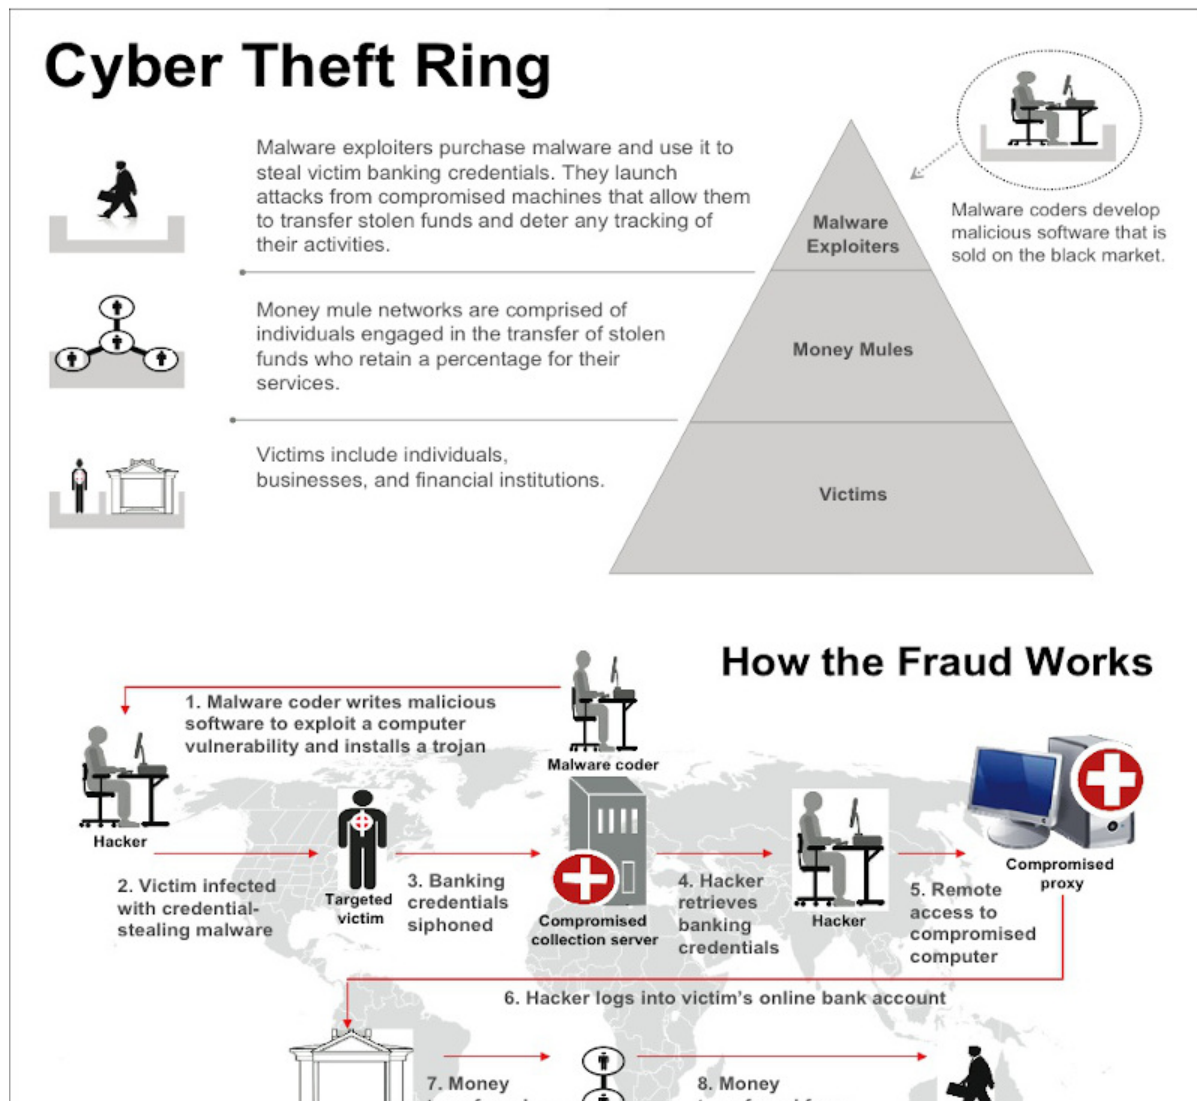 Cyber Theft Ring
Malware exploiters purchase malware and use it to
steal victim banking credentials. They launch
attacks from compromised machines that allow them
to transfer stolen funds and deter any tracking of
their activities.
Malware
Exploiters
Malware coders develop
malicious software that is
sold on the black market.
Money mule networks are comprised of
individuals engaged in the transfer of stolen
funds who retain a percentage for their
services.
Money Mules
Victims include individuals,
businesses, and financial institutions.
Victims
How the Fraud Works
1. Malware coder writes malicious
software to exploit a computer
vulnerability and installs a trojan
Malware coder
Hacker
2. Victim infected
with credential-
stealing malware
Targeted
victim
3. Banking
credentials
siphoned
Compromised
collection server
4. Hacker
retrieves
banking
credentials
Hacker
5. Remote
access to
compromised
computer
Compromised
proxy
6. Hacker logs into victim's online bank account
7. Money
8. Money